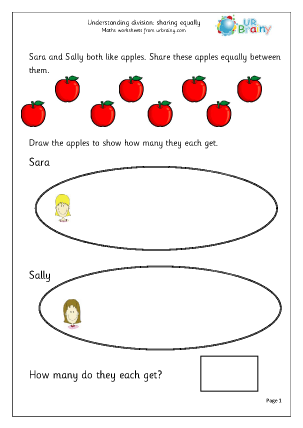 Understanding division: sharing equally
Maths worksheets from urbrainy.com
UR
Brainy
Sara and Sally both like apples. Share these apples equally between
them.
Draw the apples to show how many they each get.
Sara
Sally
How many do they each get?
Page 1